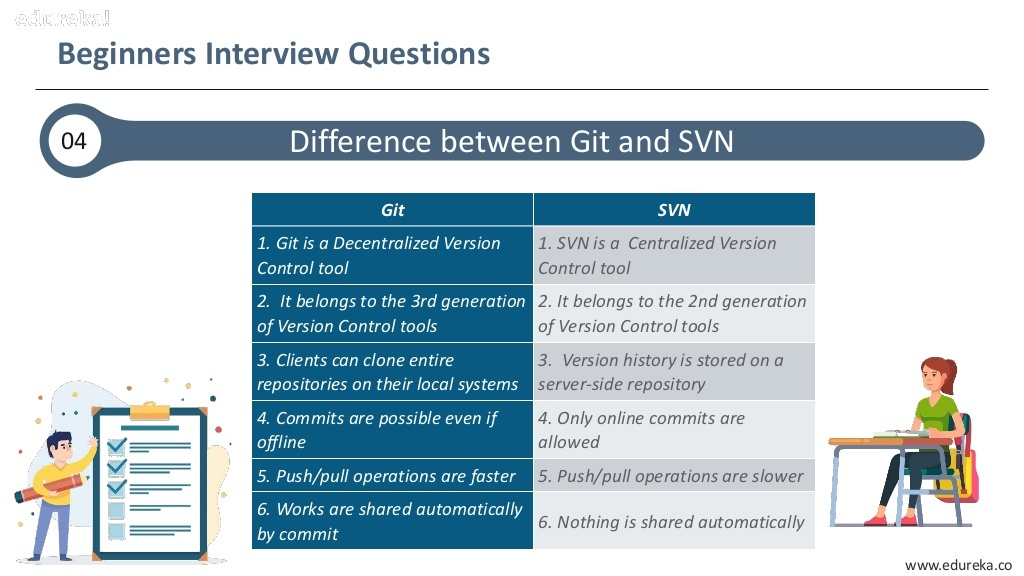 edureka!
Beginners Interview Questions
04
Difference between Git and SVN
Git
SVN
1. Git is a Decentralized Version
Control tool
1. SVN is a  Centralized Version
Control tool
2.  It belongs to the 3rd generation
of Version Control tools
2. It belongs to the 2nd generation
of Version Control tools
3. Clients can clone entire
repositories on their local systems
3.  Version history is stored on a
server-side repository
4. Commits are possible even if
offline
4. Only online commits are
allowed
5. Push/pull operations are faster
5. Push/pull operations are slower
6. Works are shared automatically
by commit
6. Nothing is shared automatically
www.edureka.co